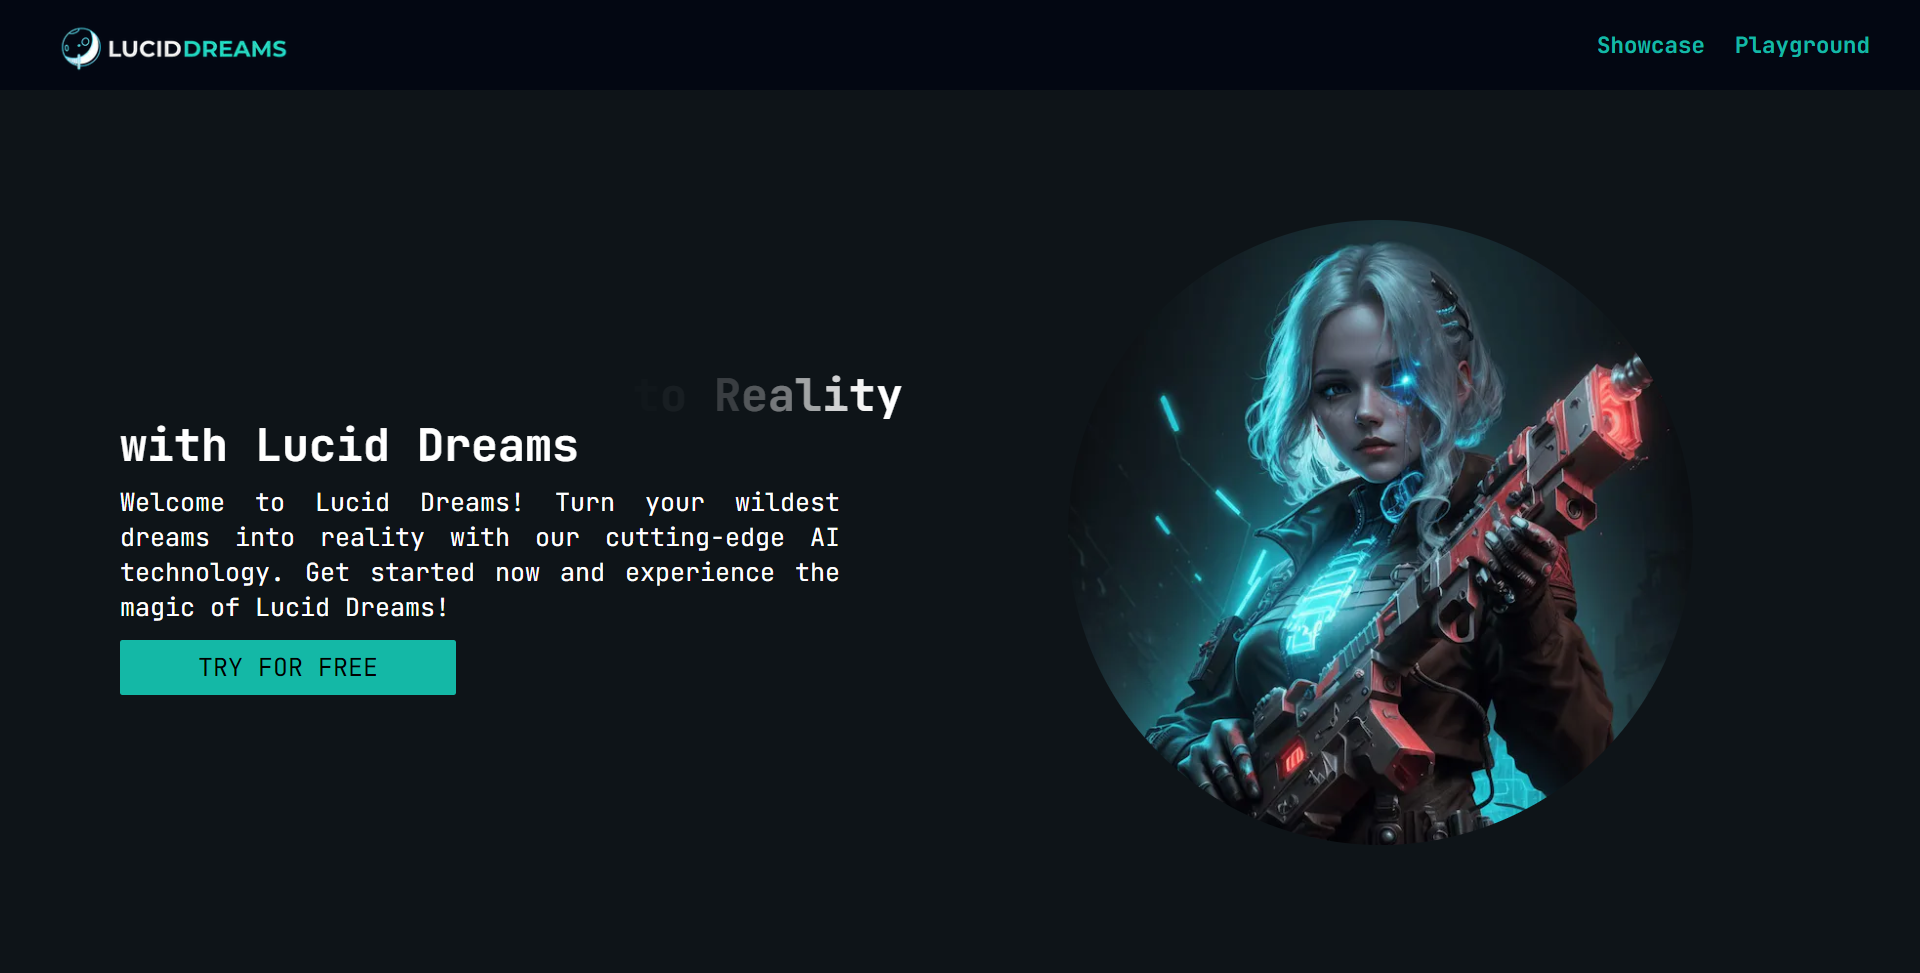 LUCIDDREAMS
Showcase Playground
to Reality
with Lucid Dreams
Welcome to Lucid Dreams! Turn your wildest
dreams into reality with our cutting-edge AI
technology. Get started now and experience the
magic of Lucid Dreams!
TRY FOR FREE